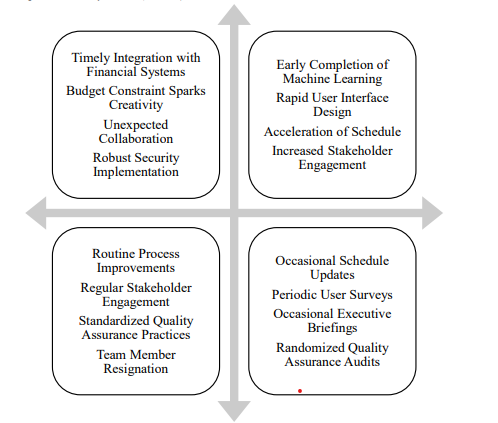 Timely Integration with
Financial Systems
Budget Constraint Sparks
Creativity
Unexpected
Collaboration
Robust Security
Implementation
Early Completion of
Machine Learning
Rapid User Interface
Design
Acceleration of Schedule
Increased Stakeholder
Engagement
Routine Process
Improvements
Regular Stakeholder
Engagement
Standardized Quality
Assurance Practices
Team Member
Resignation
Occasional Schedule
Updates
Periodic User Surveys
Occasional Executive
Briefings
Randomized Quality
Assurance Audits